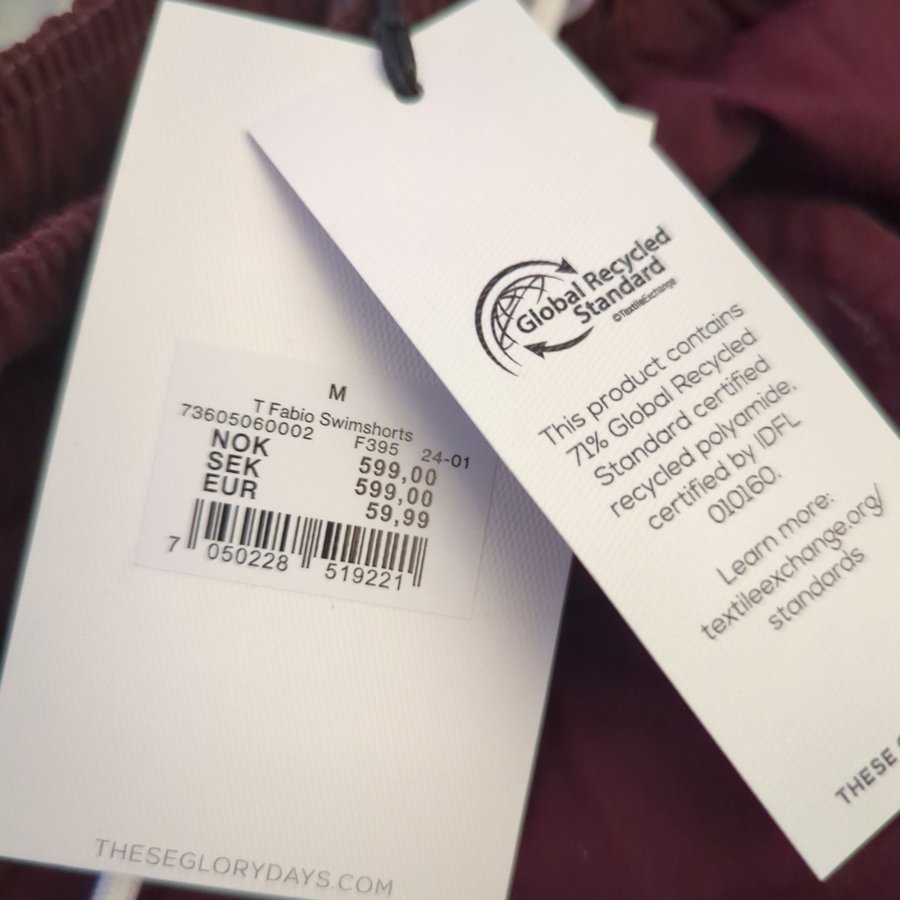 M
T Fabio Swimshorts
73605060002 F395 24-01
NOK 599,00
SEK 599,00
EUR 59,99
7 050228 519221
THESEGLORYDAYS.COM
Global Recycled
Standard
©TextileExchange
This product contains
71% Global Recycled
Standard certified
recycled polyamide,
certified by IDFL
010160.
Learn more:
textileexchange.org/
standards
THESE